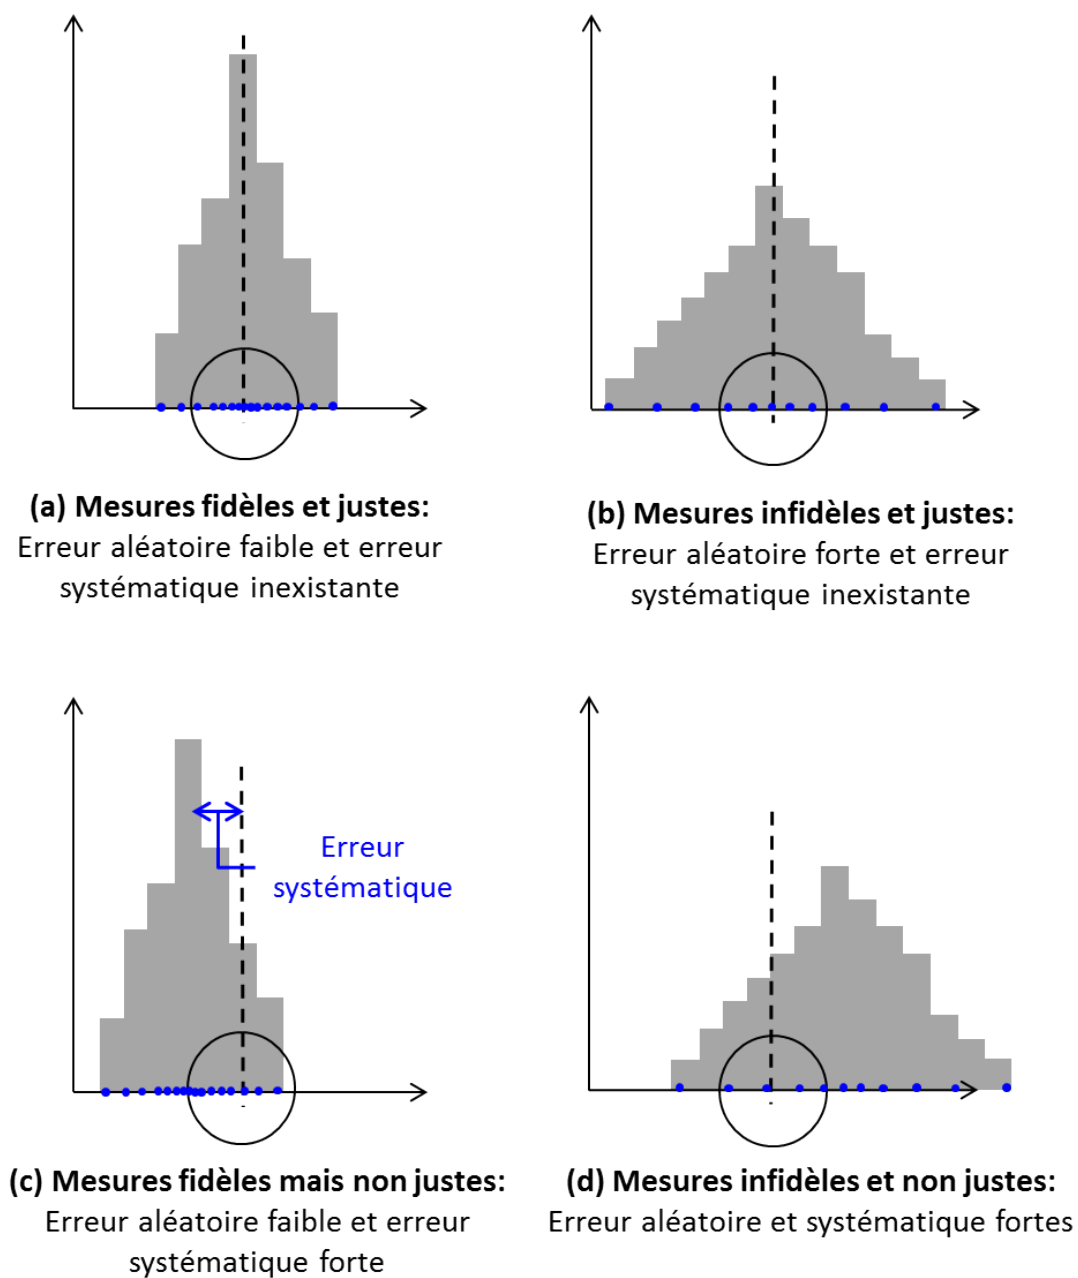 (a) Mesures fidèles et justes:
Erreur aléatoire faible et erreur
systématique inexistante
(b) Mesures infidèles et justes:
Erreur aléatoire forte et erreur
systématique inexistante
Erreur
systématique
(c) Mesures fidèles mais non justes:
Erreur aléatoire faible et erreur
systématique forte
(d) Mesures infidèles et non justes:
Erreur aléatoire et systématique fortes